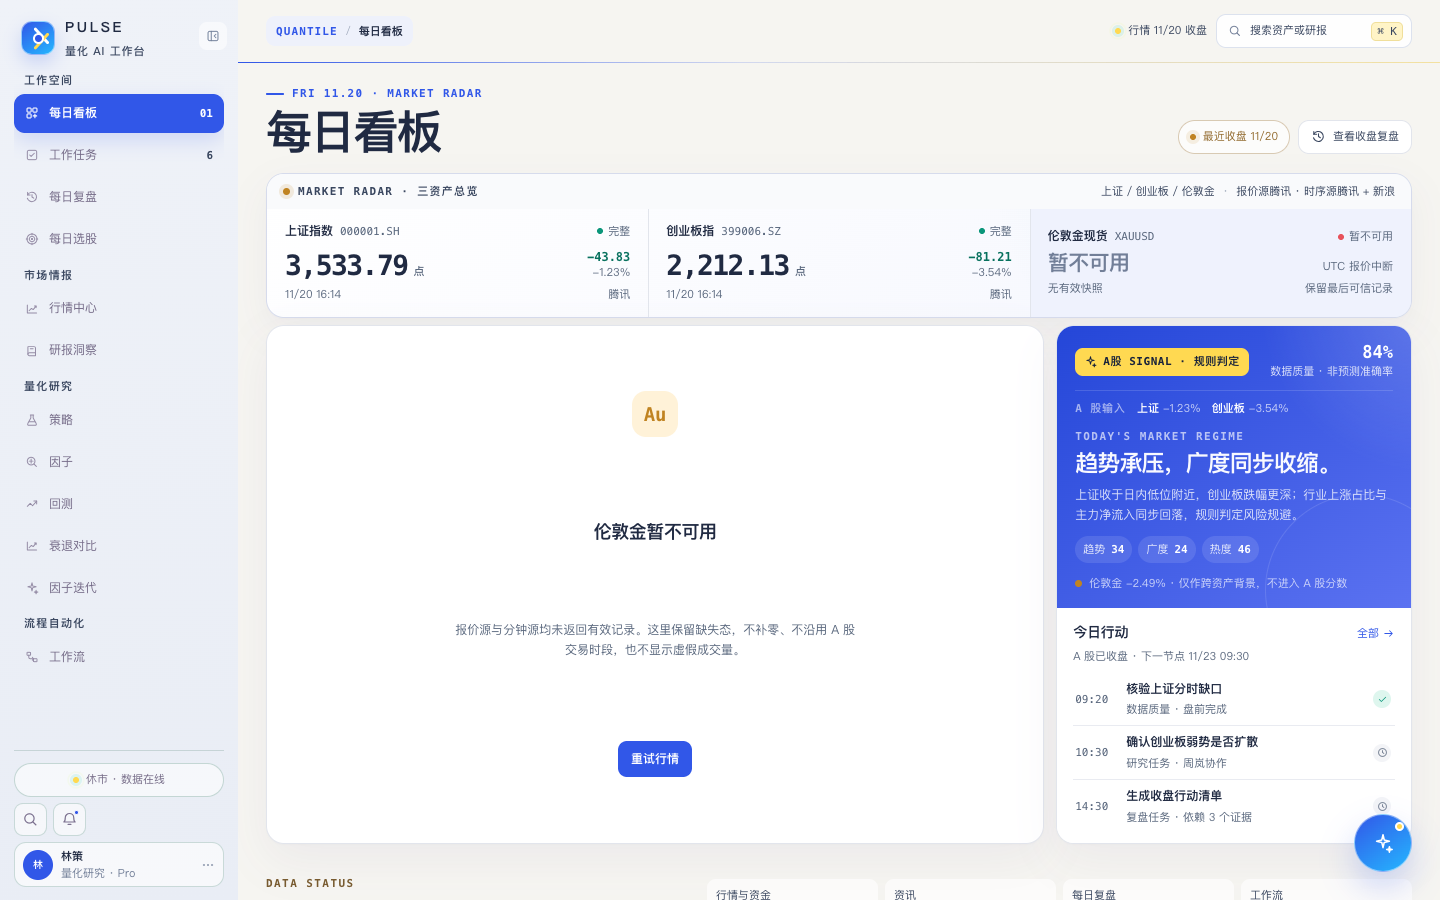 PULSE
量化 AI 工作台
工作空间
每日看板 01
工作任务 6
每日复盘
每日选股
市场情报
行情中心
研报洞察
量化研究
策略
因子
回测
衰退对比
因子迭代
流程自动化
工作流
休市 · 数据在线
林
林策
量化研究 · Pro
QUANTILE / 每日看板
行情 11/20 收盘
搜索资产或研报 ⌘ K
FRI 11.20 · MARKET RADAR
每日看板
最近收盘 11/20
查看收盘复盘
MARKET RADAR · 三资产总览
上证 / 创业板 / 伦敦金 · 报价源腾讯 · 时序源腾讯 + 新浪
上证指数 000001.SH 完整
3,533.79 点
−43.83
−1.23%
11/20 16:14 腾讯
创业板指 399006.SZ 完整
2,212.13 点
−81.21
−3.54%
11/20 16:14 腾讯
伦敦金现货 XAUUSD 暂不可用
暂不可用 UTC 报价中断
无有效快照 保留最后可信记录
Au
伦敦金暂不可用
报价源与分钟源均未返回有效记录。这里保留缺失态，不补零、不沿用 A 股
交易时段，也不显示虚假成交量。
重试行情
A股 SIGNAL · 规则判定
84%
数据质量 · 非预测准确率
A 股输入 上证 −1.23% 创业板 −3.54%
TODAY'S MARKET REGIME
趋势承压，广度同步收缩。
上证收于日内低位附近，创业板跌幅更深；行业上涨占比与
主力净流入同步回落，规则判定风险规避。
趋势 34 广度 24 热度 46
伦敦金 −2.49% · 仅作跨资产背景，不进入 A 股分数
今日行动 全部 →
A 股已收盘 · 下一节点 11/23 09:30
09:20 核验上证分时缺口
数据质量 · 盘前完成
10:30 确认创业板弱势是否扩散
研究任务 · 周岚协作
14:30 生成收盘行动清单
复盘任务 · 依赖 3 个证据
DATA STATUS
行情与资金 资讯 每日复盘 工作流